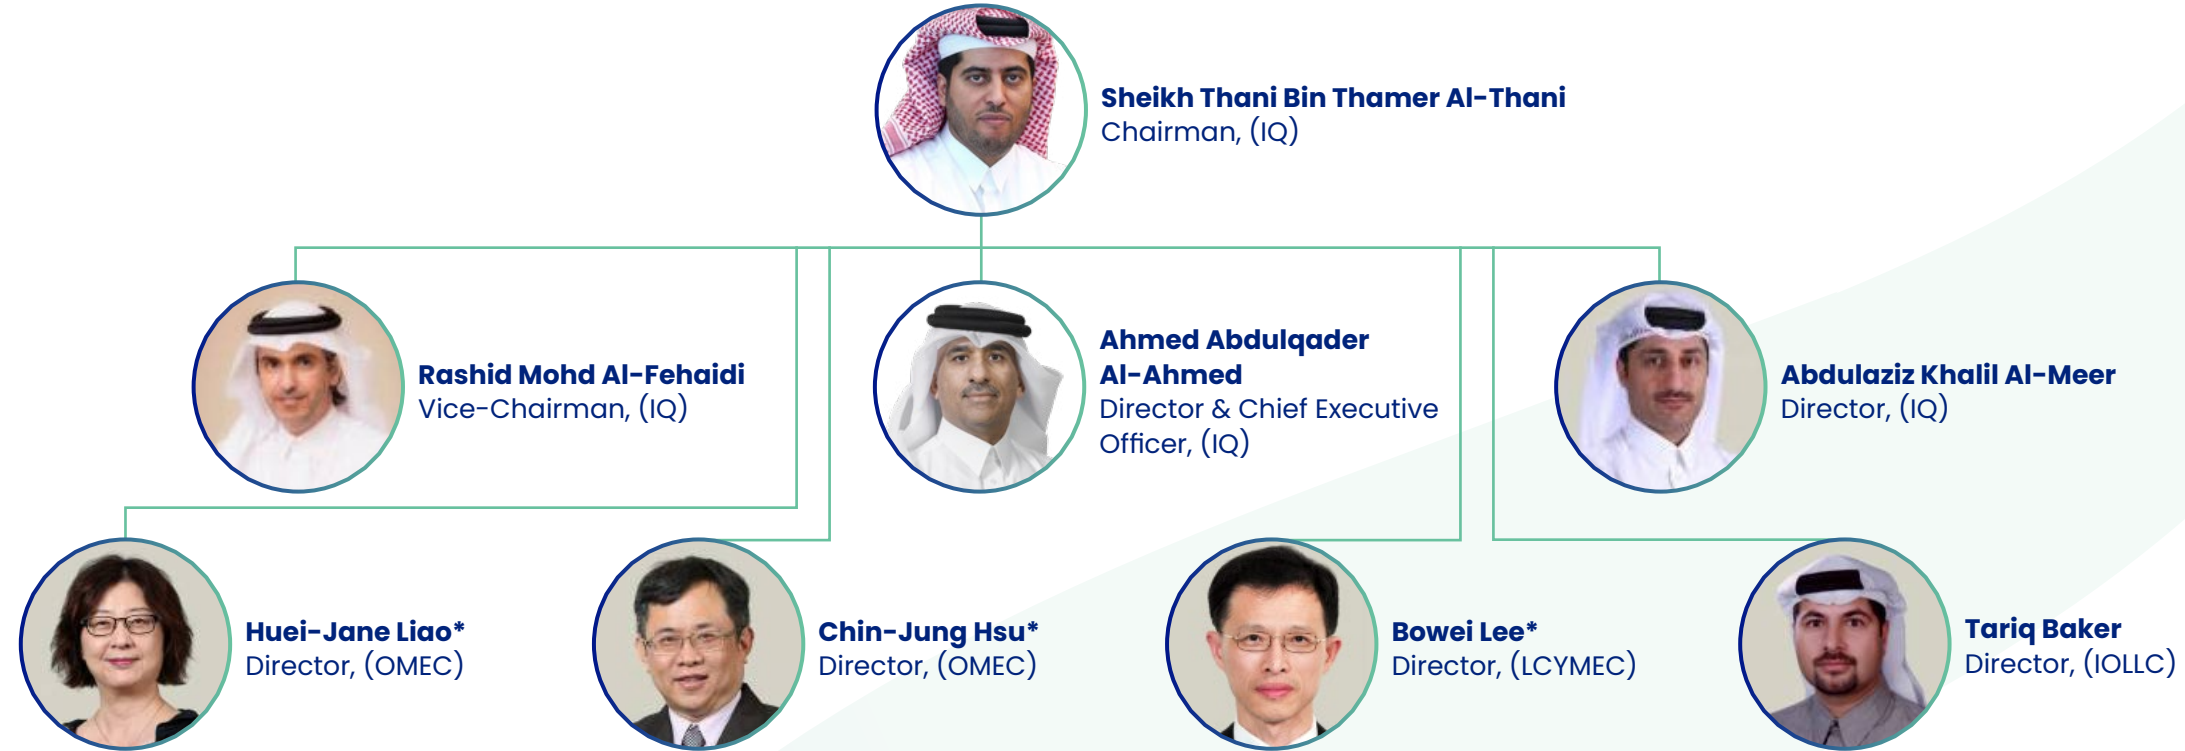 Sheikh Thani Bin Thamer Al-Thani
Chairman, (IQ)
Rashid Mohd Al-Fehaidi
Vice-Chairman, (IQ)
Ahmed Abdulqader
Al-Ahmed
Director & Chief Executive
Officer, (IQ)
Abdulaziz Khalil Al-Meer
Director, (IQ)
Huei-Jane Liao*
Director, (OMEC)
Chin-Jung Hsu*
Director, (OMEC)
Bowei Lee*
Director, (LCYMEC)
Tariq Baker
Director, (IOLLC)